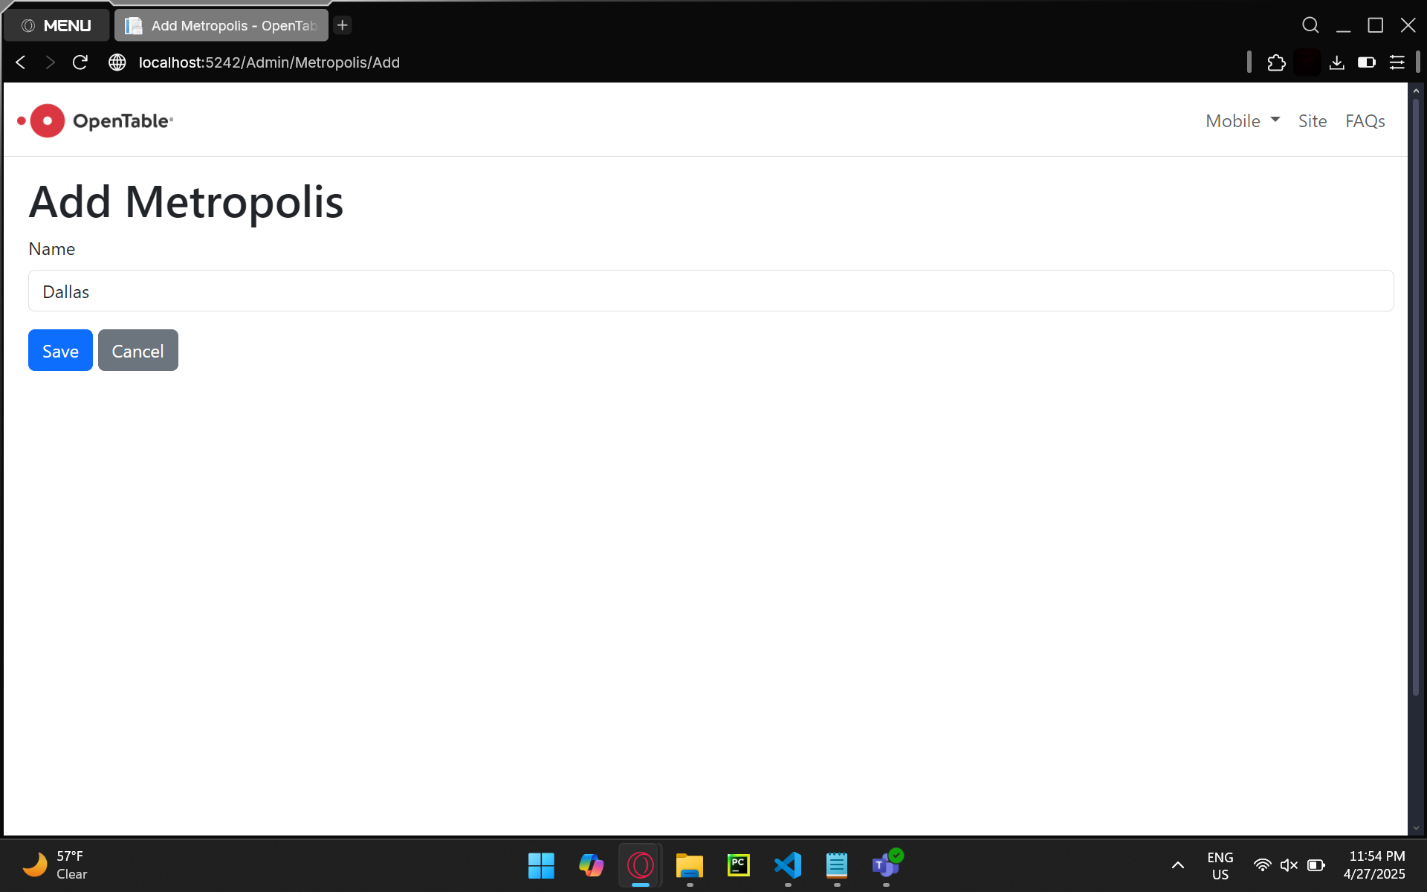 MENU
Add Metropolis - OpenTab
localhost:5242/Admin/Metropolis/Add
OpenTable
Mobile
Site
FAQs
Add Metropolis
Name
Dallas
Save
Cancel
57°F
Clear
PC
T
ENG
US
11:54 PM
4/27/2025